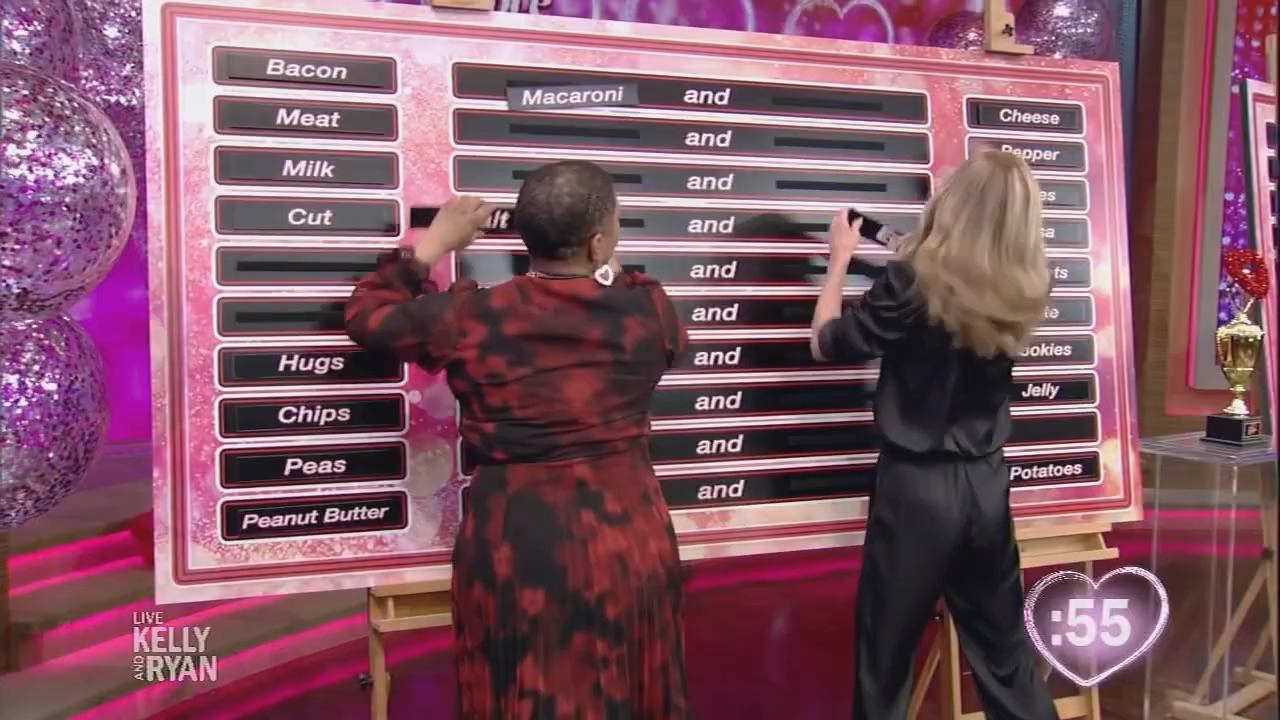 Bacon
Meat
Milk
Cut
Hugs
Chips
Peas
Peanut Butter
Macaroni and
and
and
and
and
and
and
and
and
and
Cheese
Pepper
Jelly
Potatoes
:55
LIVE
KELLY
AND RYAN